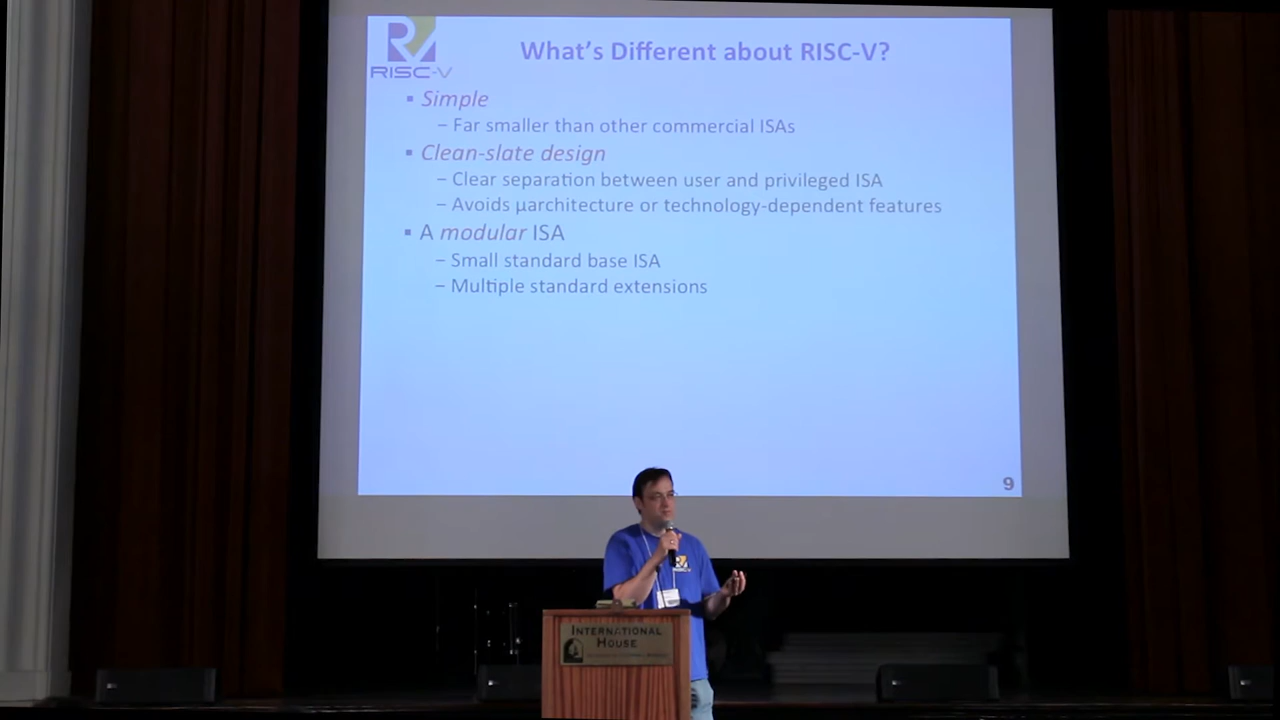 RISC-V
What's Different about RISC-V?
▪ Simple
– Far smaller than other commercial ISAs
▪ Clean-slate design
– Clear separation between user and privileged ISA
– Avoids µarchitecture or technology-dependent features
▪ A modular ISA
– Small standard base ISA
– Multiple standard extensions
9
INTERNATIONAL
HOUSE